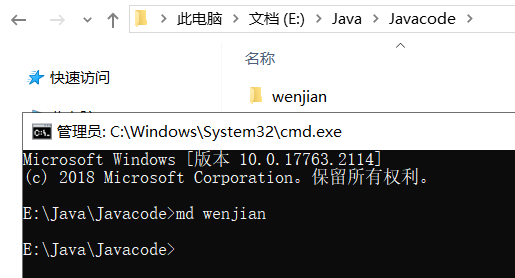 此电脑 > 文档 (E:) > Java > Javacode >
名称
快速访问
wenjian
管理员: C:\Windows\System32\cmd.exe
Microsoft Windows [版本 10.0.17763.2114]
(c) 2018 Microsoft Corporation。保留所有权利。
E:\Java\Javacode>md wenjian
E:\Java\Javacode>